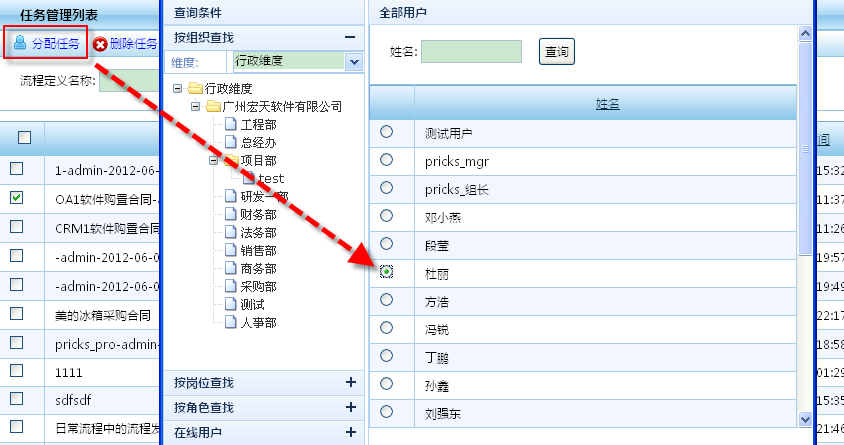 任务管理列表
分配任务 删除任务
流程定义名称:
1-admin-2012-06-
OA1软件购置合同-
CRM1软件购置合同
-admin-2012-06-0
-admin-2012-06-0
美的冰箱采购合同
pricks_pro-admin-
1111
sdfsdf
日常流程中的流程发
查询条件
按组织查找
维度: 行政维度
行政维度
广州宏天软件有限公司
工程部
总经办
项目部
test
研发一部
财务部
法务部
销售部
商务部
采购部
测试
人事部
按岗位查找
按角色查找
在线用户
全部用户
姓名: 查询
姓名
测试用户
pricks_mgr
pricks_组长
邓小燕
段莹
杜丽
方浩
冯锐
丁鹏
孙鑫
刘强东
间
15:32
11:37
11:26
19:57
19:49
22:17
18:58
01:29
15:35
21:46